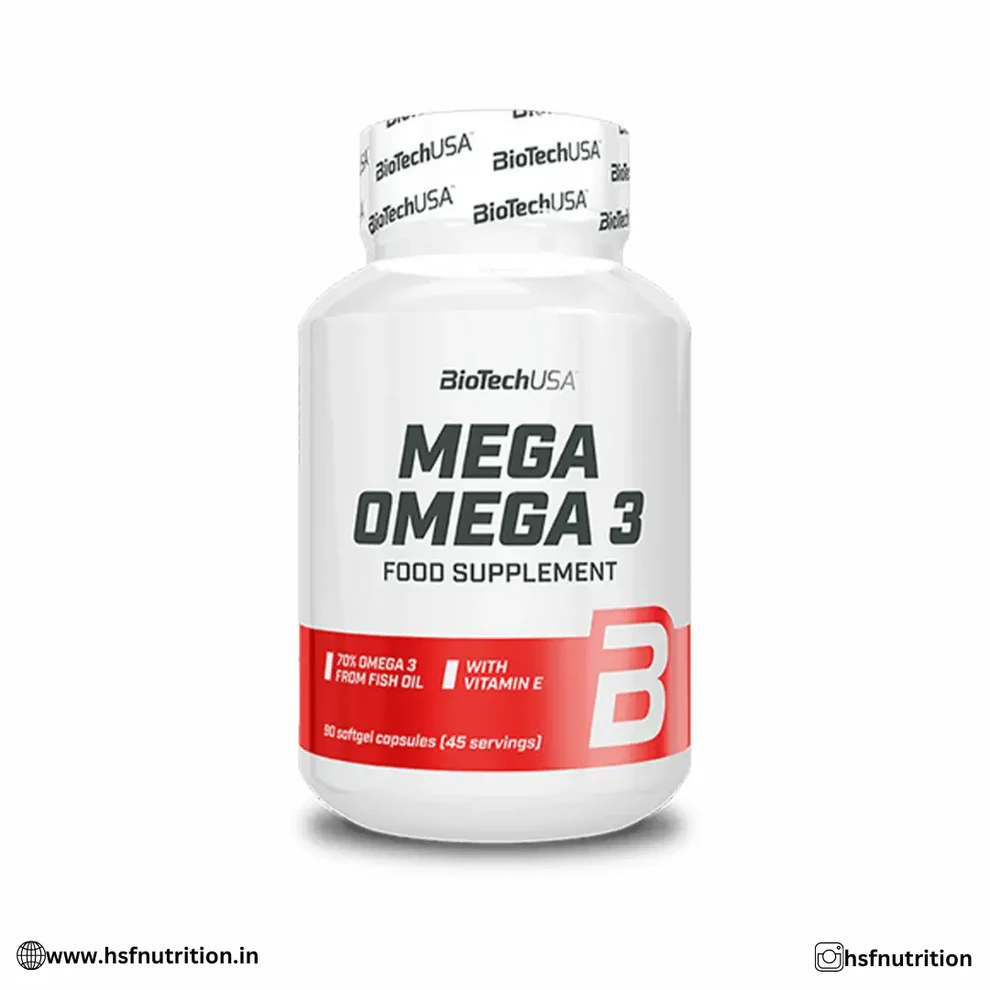 BioTechUSA
BioTechUSA
BioTechUSA
BioTechUSA
BioTechUSA
MEGA
OMEGA 3
FOOD SUPPLEMENT
70% OMEGA 3
FROM FISH OIL
WITH
VITAMIN E
B
90 softgel capsules (45 servings)
www.hsfnutrition.in
hsfnutrition